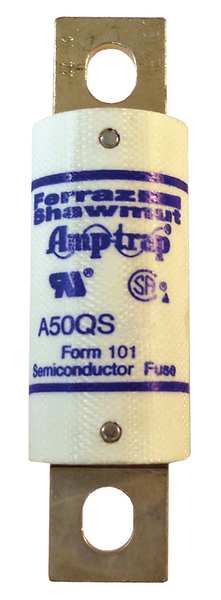 Ferraz
Shawmut
Amp-trap
A50QS
Form 101
Semiconductor Fuse